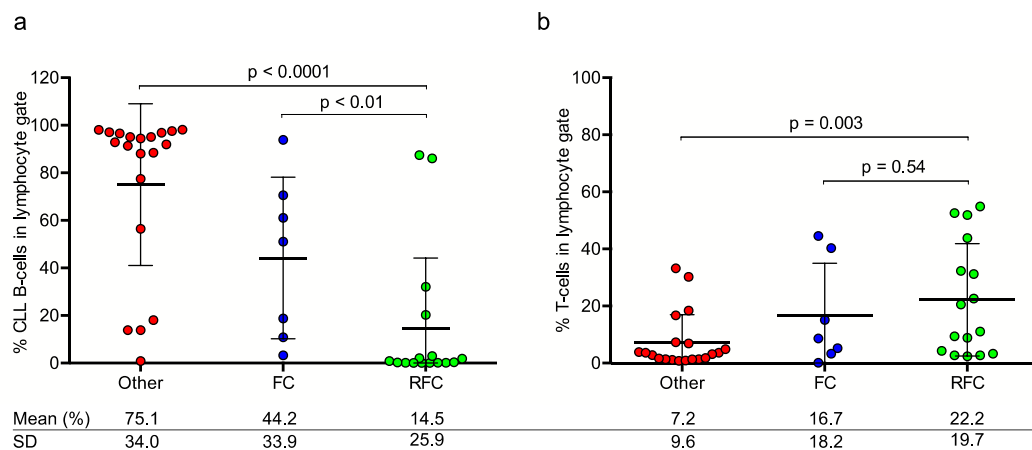 a
% CLL B-cells in lymphocyte gate
120
100
80
60
40
20
0
p < 0.0001
p < 0.01
Other FC RFC
b
% T-cells in lymphocyte gate
100
80
60
40
20
0
p = 0.003
p = 0.54
Other FC RFC
Mean (%) 75.1 44.2 14.5 7.2 16.7 22.2
SD 34.0 33.9 25.9 9.6 18.2 19.7